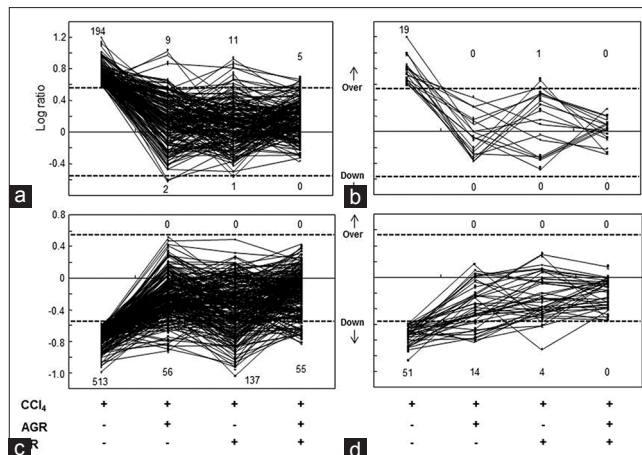 194 9 11 5
19 0 1 0
1.2
0.8
0.4
0
-0.4
Log ratio
Over
Down
2 1 0
0 0 0
a
b
0.8
0.4
0
-0.4
-0.8
-1.0
0 0 0
0 0 0
Over
Down
513 56 137 55
51 14 4 0
CCl4 + + + + + + + +
AGR - + - + - + - +
R - - + + - - + +
c
d